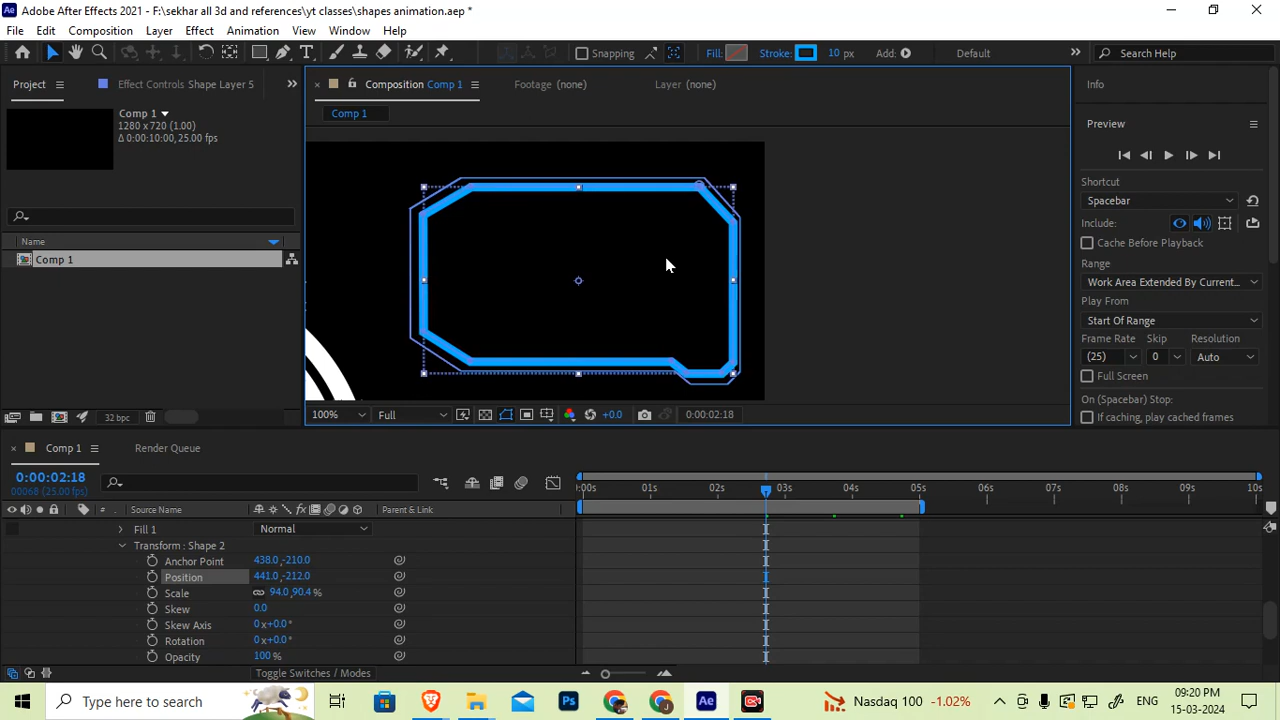 Adobe After Effects 2021 - F:\sekhar all 3d and references\yt classes\shapes animation.aep *
File Edit Composition Layer Effect Animation View Window Help
Snapping Fill: Stroke: 10 px Add: Default Search Help
Project Effect Controls Shape Layer 5 Composition Comp 1 Footage (none) Layer (none) Info
Comp 1
1280 x 720 (1.00)
Δ 0:00:10:00, 25.00 fps
Comp 1
Preview
Shortcut
Spacebar
Include:
Cache Before Playback
Range
Work Area Extended By Current...
Play From
Start Of Range
Frame Rate Skip Resolution
(25) 0 Auto
Full Screen
On (Spacebar) Stop:
If caching, play cached frames
Name
Comp 1
32 bpc
100% Full +0.0 0:00:02:18
Comp 1 Render Queue
0:00:02:18
00068 (25.00 fps)
# Source Name Parent & Link
:00s 01s 02s 03s 04s 05s 06s 07s 08s 09s 10s
Fill 1 Normal
Transform : Shape 2
Anchor Point 438.0,-210.0
Position 441.0,-212.0
Scale 94.0,90.4 %
Skew 0.0
Skew Axis 0x+0.0°
Rotation 0x+0.0°
Opacity 100 %
Toggle Switches / Modes
Type here to search
Nasdaq 100 -1.02%
ENG
09:20 PM
15-03-2024